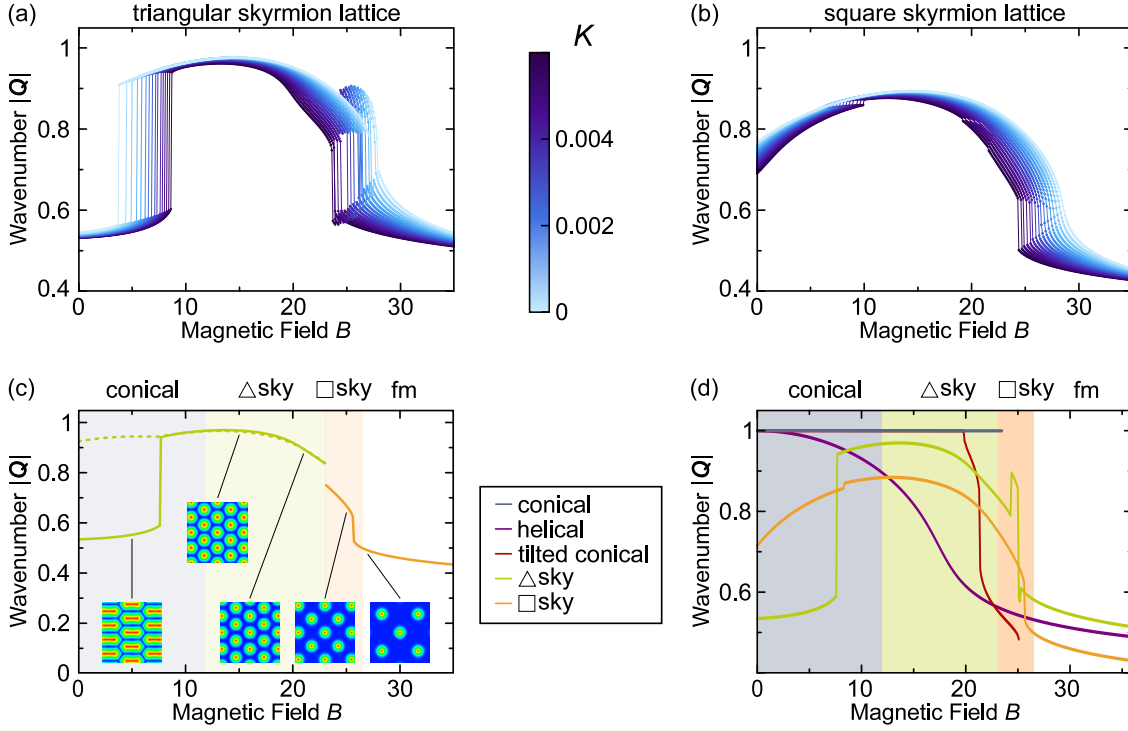 (a) triangular skyrmion lattice
Wavenumber |Q|
1
0.8
0.6
0.4
0 10 20 30
Magnetic Field B
K
0.004
0.002
0
(b) square skyrmion lattice
Wavenumber |Q|
1
0.8
0.6
0.4
0 10 20 30
Magnetic Field B
(c) conical △sky □sky fm
Wavenumber |Q|
1
0.8
0.6
0.4
0.2
0
0 10 20 30
Magnetic Field B
conical
helical
tilted conical
△sky
□sky
(d) conical △sky □sky fm
Wavenumber |Q|
1
0.8
0.6
0 10 20 30
Magnetic Field B